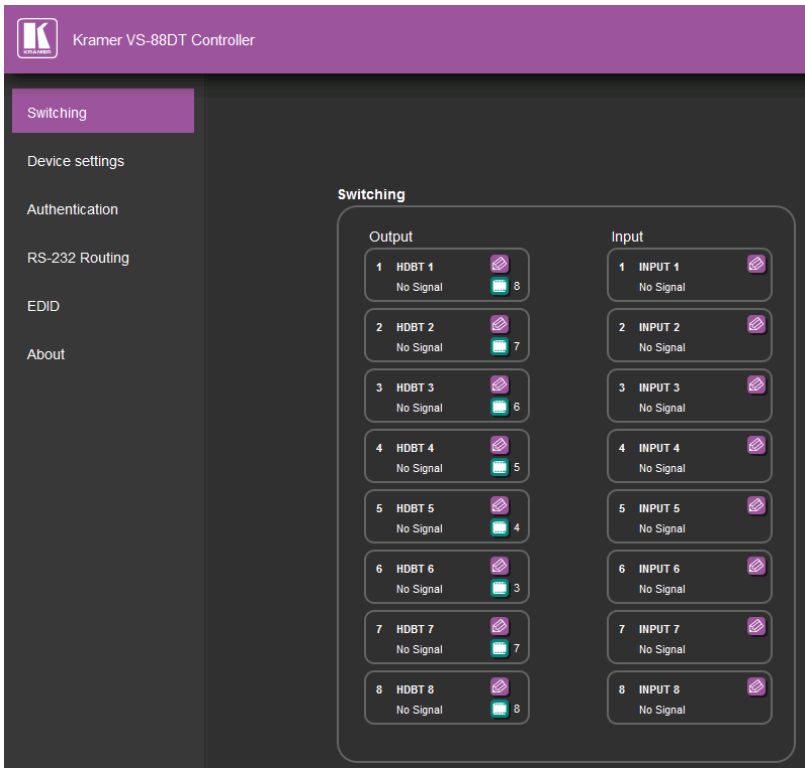 KRAMER
Kramer VS-88DT Controller
Switching
Device settings
Authentication
RS-232 Routing
EDID
About
Switching
Output
1 HDBT 1
No Signal 8
2 HDBT 2
No Signal 7
3 HDBT 3
No Signal 6
4 HDBT 4
No Signal 5
5 HDBT 5
No Signal 4
6 HDBT 6
No Signal 3
7 HDBT 7
No Signal 7
8 HDBT 8
No Signal 8
Input
1 INPUT 1
No Signal
2 INPUT 2
No Signal
3 INPUT 3
No Signal
4 INPUT 4
No Signal
5 INPUT 5
No Signal
6 INPUT 6
No Signal
7 INPUT 7
No Signal
8 INPUT 8
No Signal